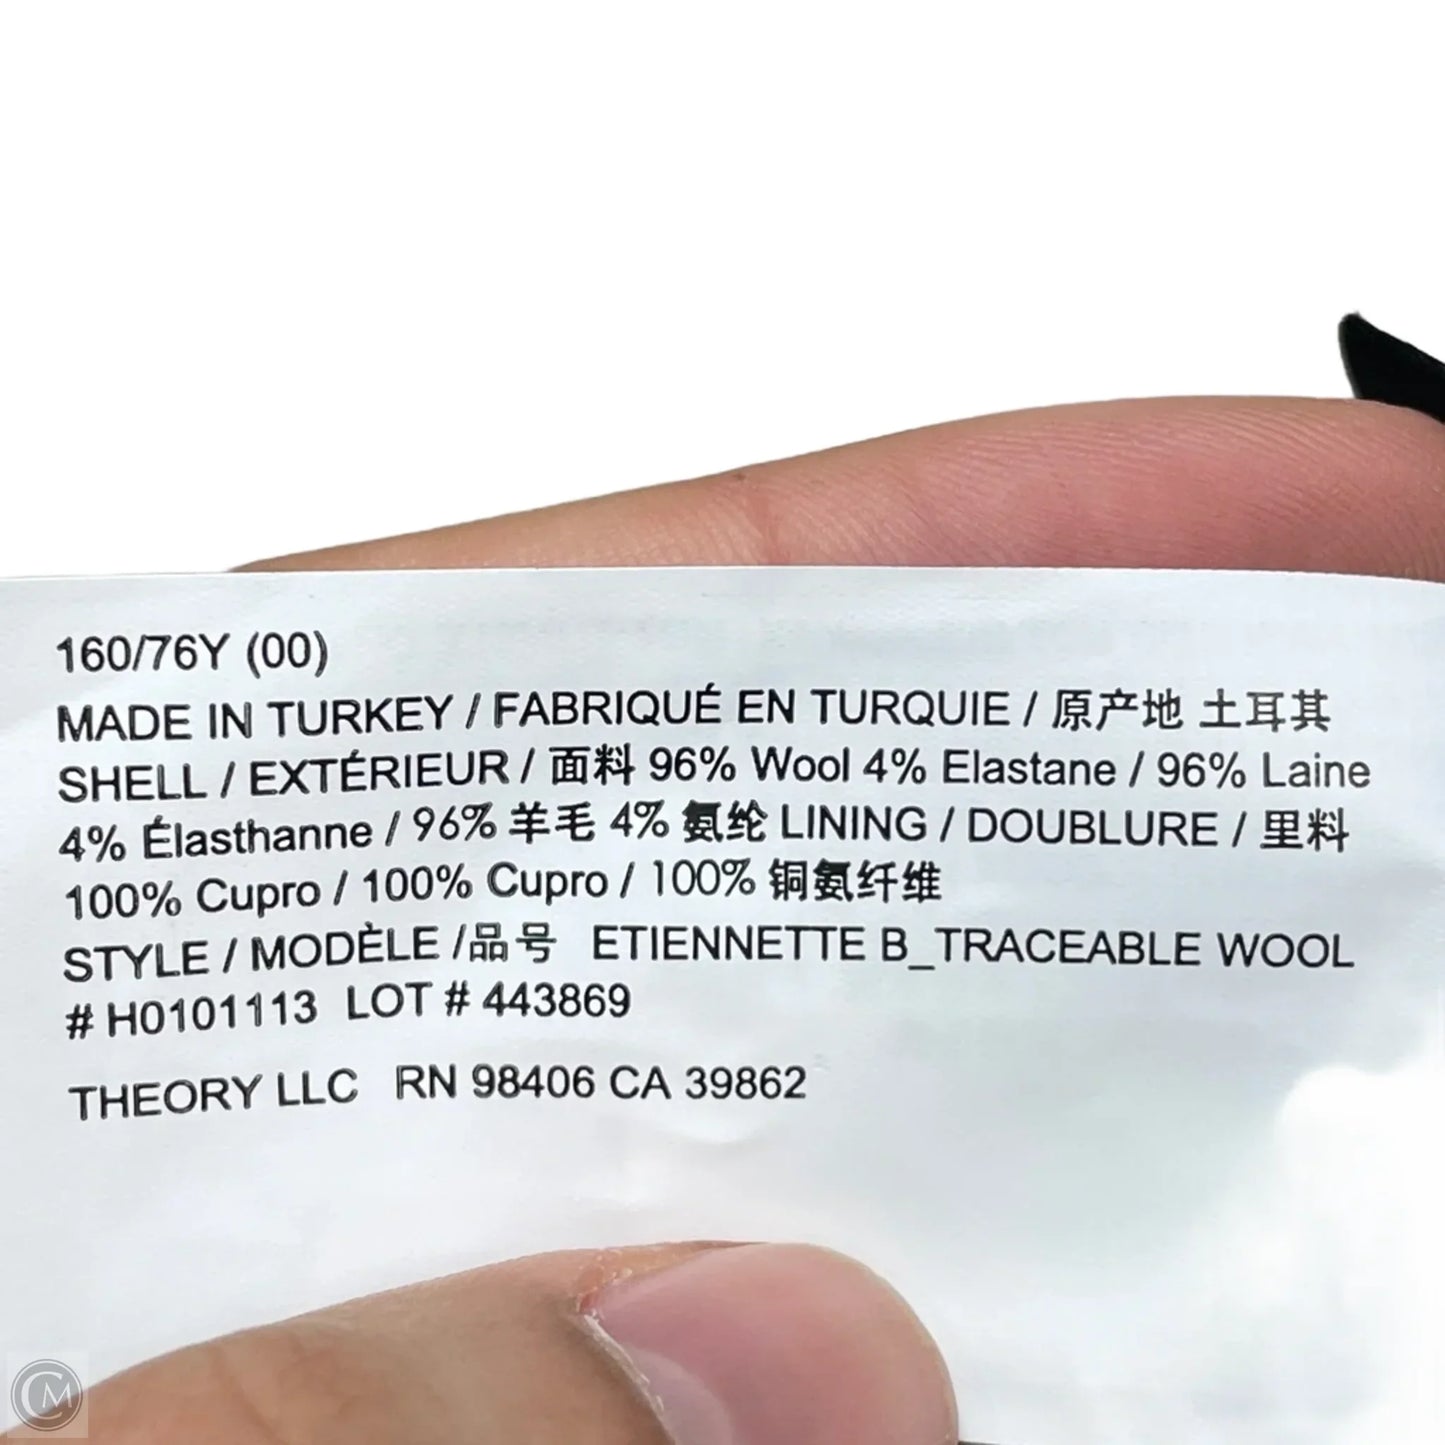 160/76Y (00)
MADE IN TURKEY / FABRIQUÉ EN TURQUIE / 原产地 土耳其
SHELL / EXTÉRIEUR / 面料 96% Wool 4% Elastane / 96% Laine
4% Élasthanne / 96% 羊毛 4% 氨纶 LINING / DOUBLURE / 里料
100% Cupro / 100% Cupro / 100% 铜氨纤维
STYLE / MODÈLE /品号 ETIENNETTE B_TRACEABLE WOOL
# H0101113 LOT # 443869
THEORY LLC RN 98406 CA 39862
CM